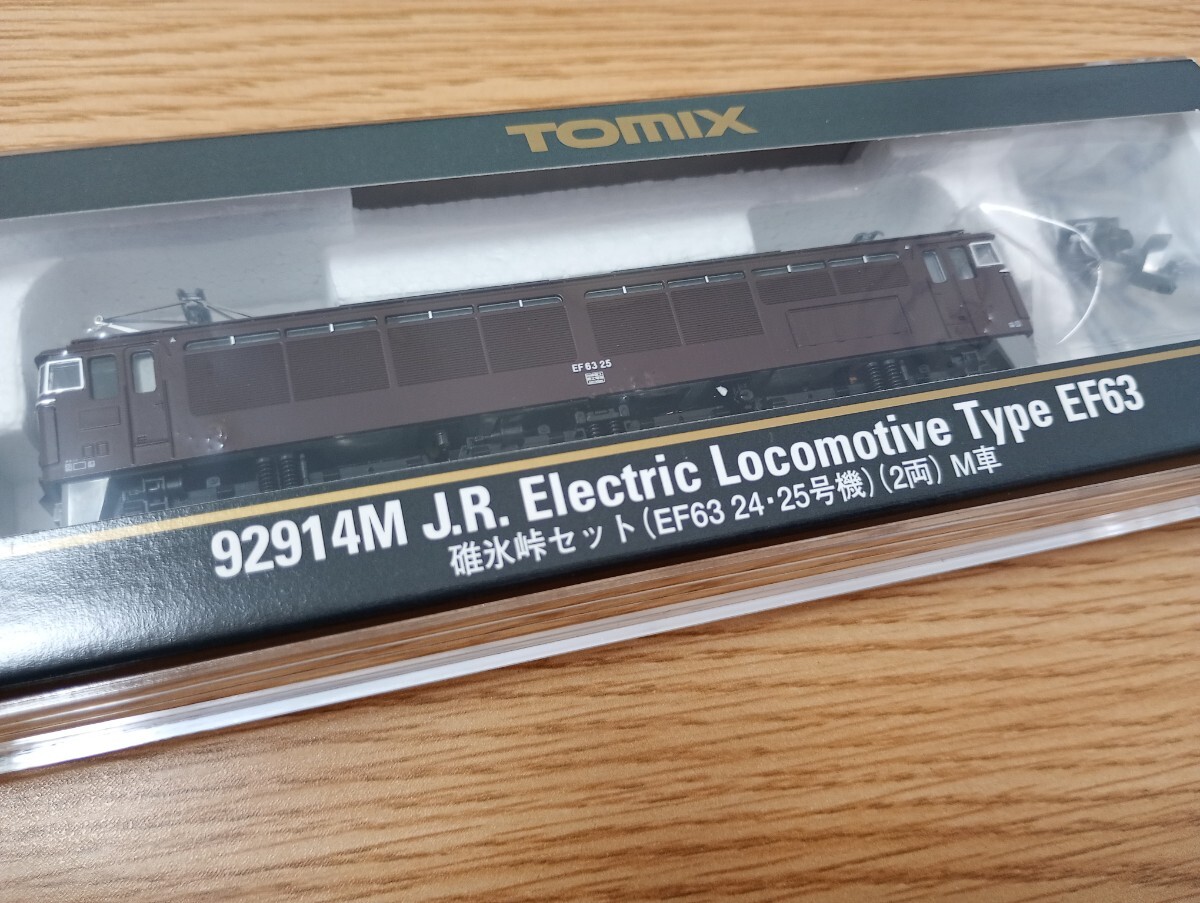 TOMIX
EF63 25
92914M J.R. Electric Locomotive Type EF63
碓氷峠セット(EF63 24・25号機)(2両) M車